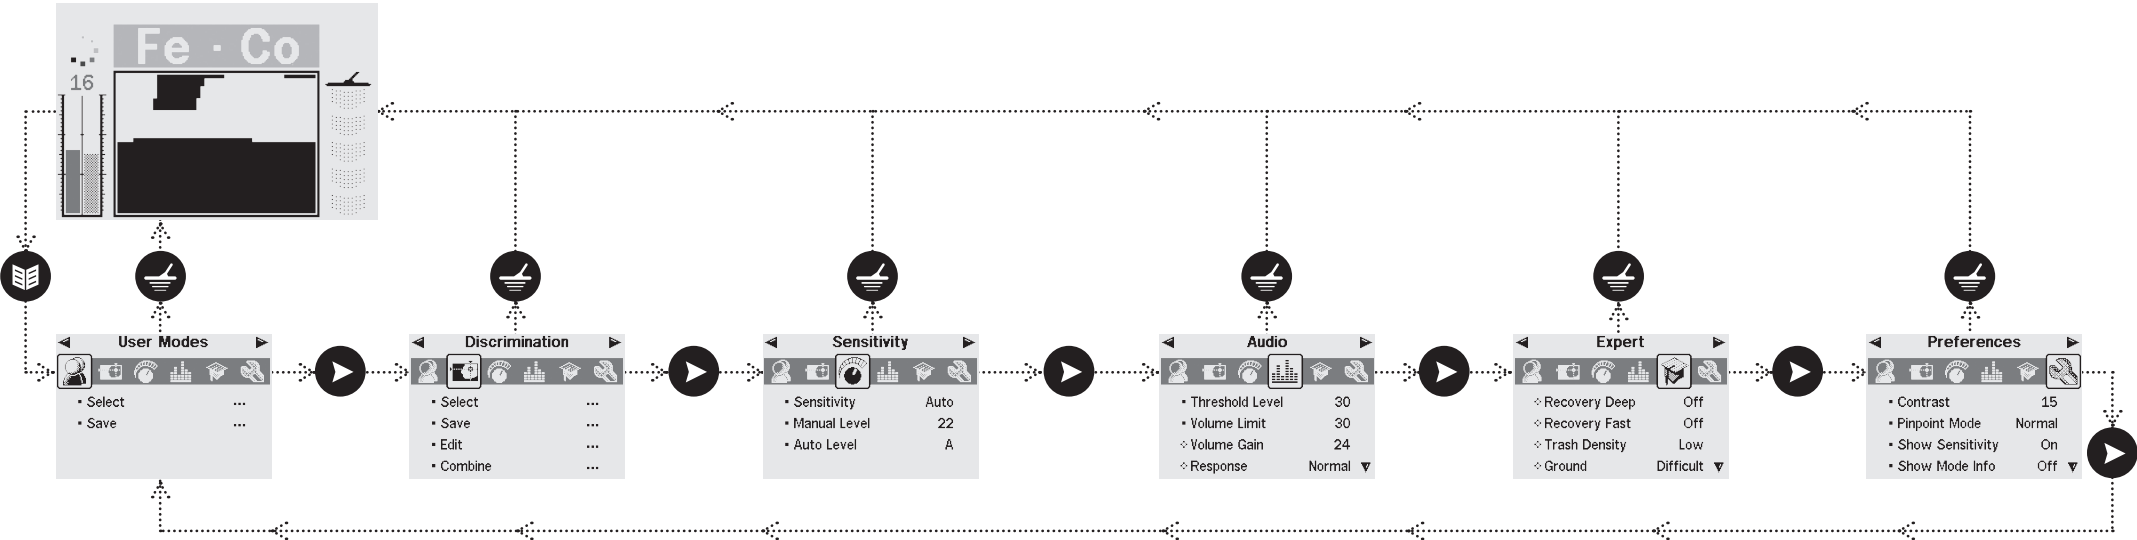 Fe · Co
16
User Modes
Select ...
Save ...
Discrimination
Select ...
Save ...
Edit ...
Combine ...
Sensitivity
Sensitivity Auto
Manual Level 22
Auto Level A
Audio
Threshold Level 30
Volume Limit 30
Volume Gain 24
Response Normal
Expert
Recovery Deep Off
Recovery Fast Off
Trash Density Low
Ground Difficult
Preferences
Contrast 15
Pinpoint Mode Normal
Show Sensitivity On
Show Mode Info Off